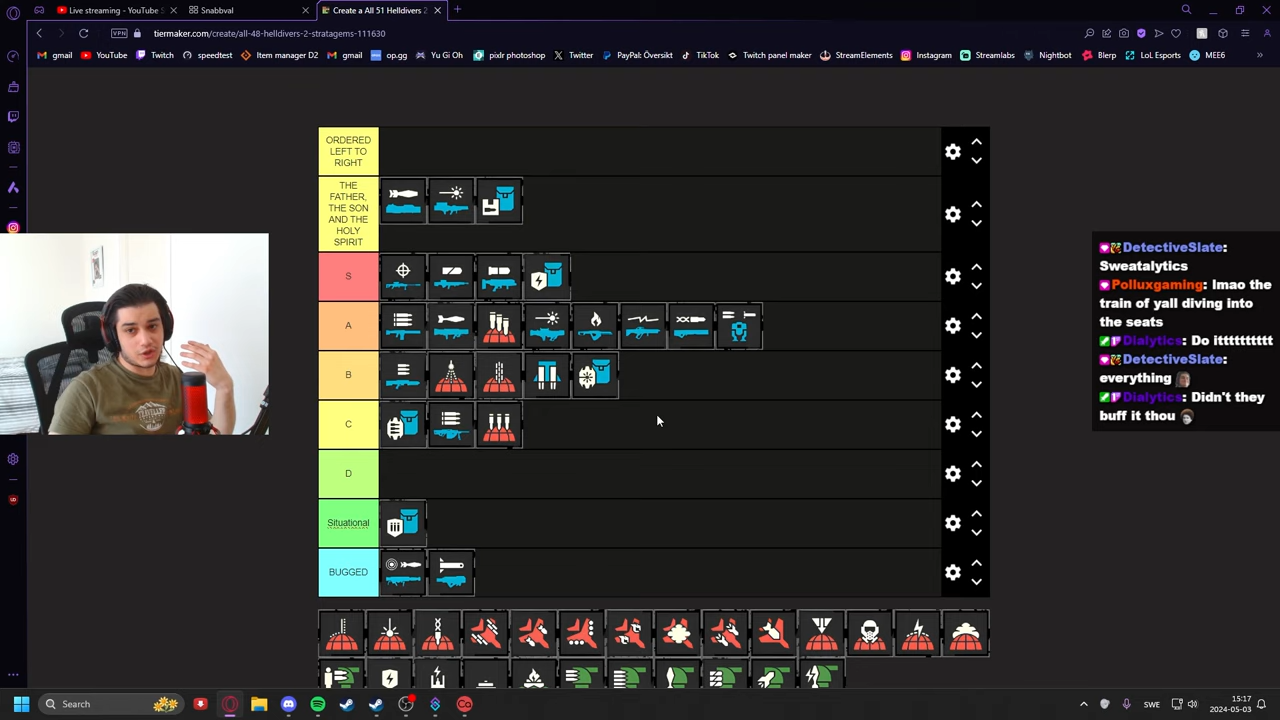 Live streaming - YouTube S
Snabbval
Create a All 51 Helldivers 2
VPN
tiermaker.com/create/all-48-helldivers-2-stratagems-111630
gmail
YouTube
Twitch
speedtest
Item manager D2
gmail
op.gg
Yu Gi Oh
pixlr photoshop
Twitter
PayPal: Översikt
TikTok
Twitch panel maker
StreamElements
Instagram
Streamlabs
Nightbot
Blerp
LoL Esports
MEE6
ORDERED
LEFT TO
RIGHT
THE
FATHER,
THE SON
AND THE
HOLY
SPIRIT
S
A
B
C
D
Situational
BUGGED
DetectiveSlate:
Sweatalytics
Polluxgaming: lmao the
train of yall diving into
the seats
Dialytics: Do itttttttttt
DetectiveSlate:
everything
Dialytics: Didn't they
buff it thou
Search
SWE
15:17
2024-05-03